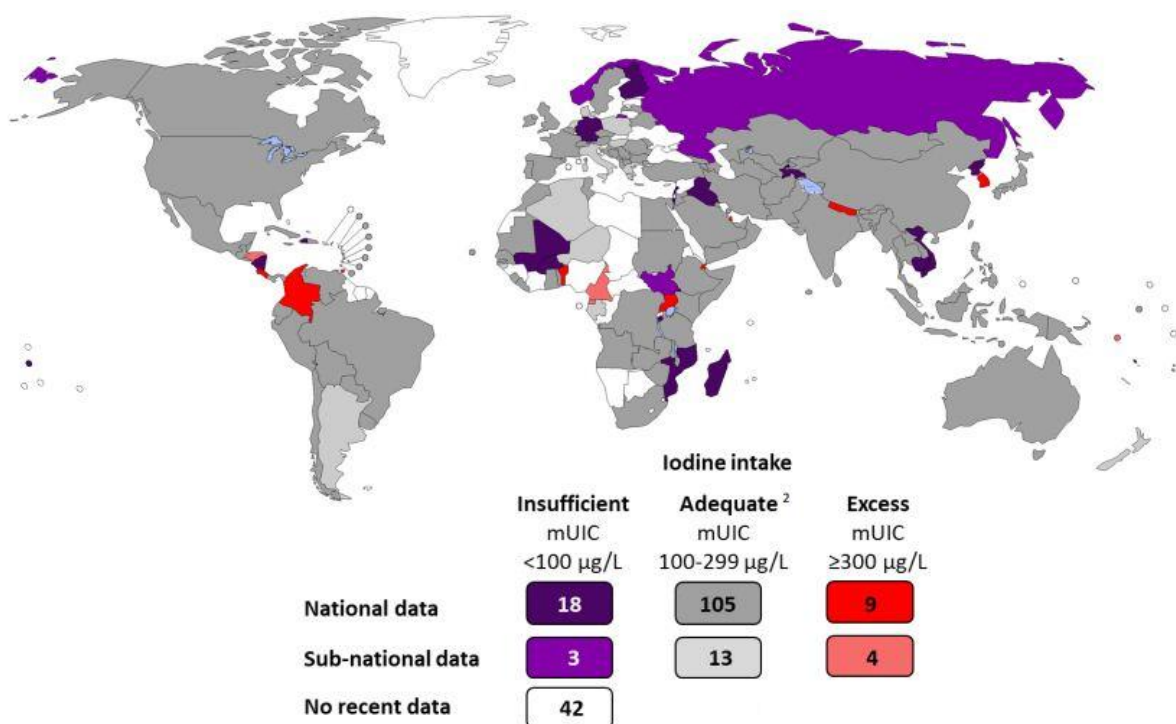 Iodine intake
Insufficient Adequate 2 Excess
mUIC mUIC mUIC
<100 µg/L 100-299 µg/L ≥300 µg/L
National data 18 105 9
Sub-national data 3 13 4
No recent data 42